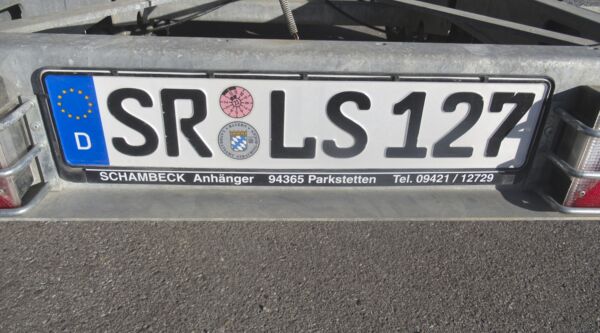 D SR LS 127
SCHAMBECK Anhänger 94365 Parkstetten Tel. 09421 / 12729